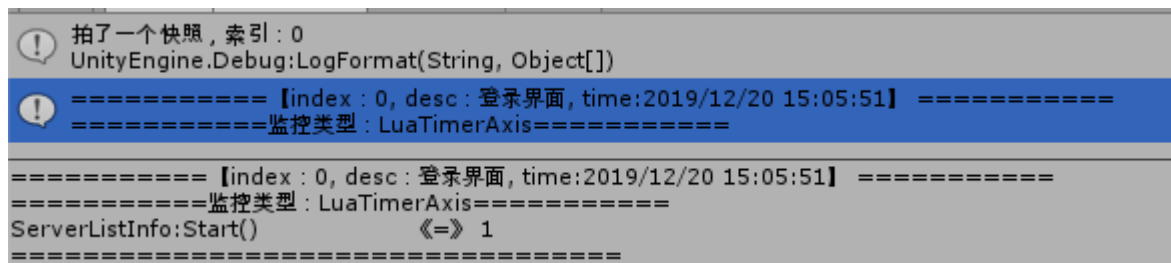 拍了一个快照 , 索引 : 0
UnityEngine.Debug:LogFormat(String, Object[])
=========== 【index : 0, desc : 登录界面, time:2019/12/20 15:05:51】 ===========
===========监控类型 : LuaTimerAxis===========
=========== 【index : 0, desc : 登录界面, time:2019/12/20 15:05:51】 ===========
===========监控类型 : LuaTimerAxis===========
ServerListInfo:Start() 《=》 1
==================================